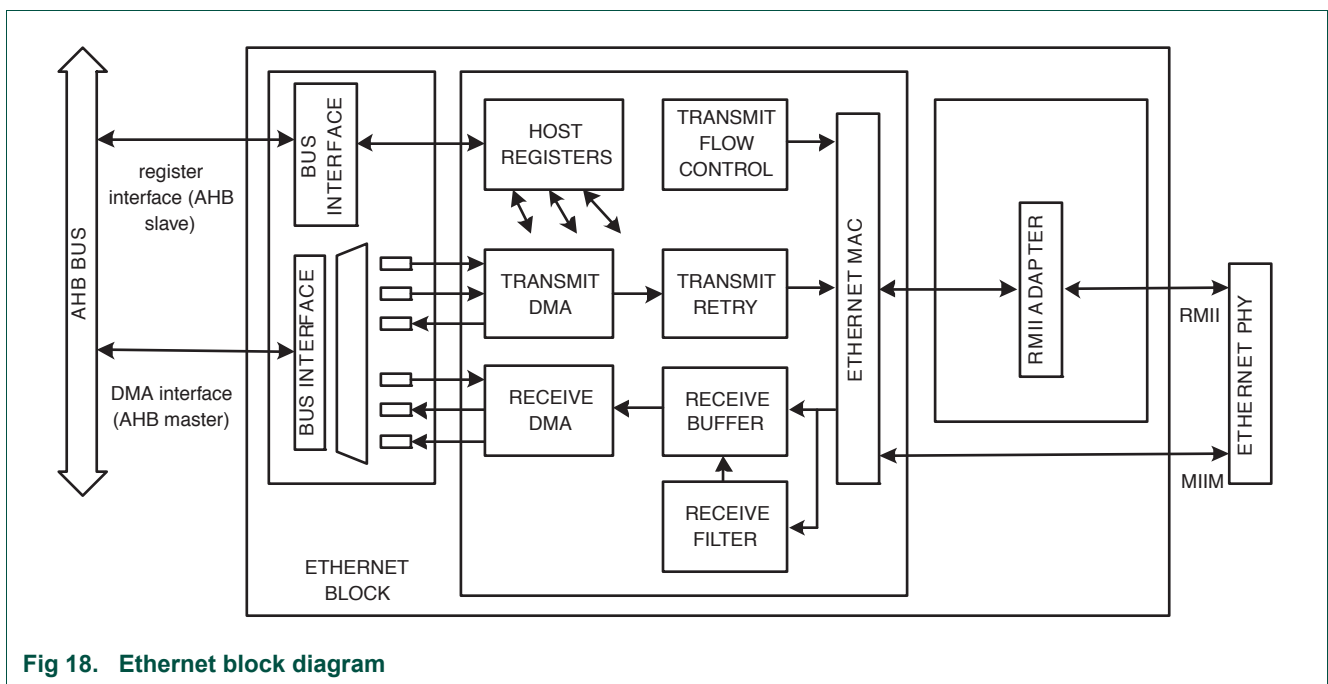 AHB BUS
register
interface (AHB
slave)
DMA interface
(AHB master)
BUS
INTERFACE
BUS INTERFACE
ETHERNET
BLOCK
HOST
REGISTERS
TRANSMIT
FLOW
CONTROL
TRANSMIT
DMA
TRANSMIT
RETRY
RECEIVE
DMA
RECEIVE
BUFFER
RECEIVE
FILTER
ETHERNET MAC
RMII ADAPTER
RMII
MIIM
ETHERNET PHY
Fig 18. Ethernet block diagram